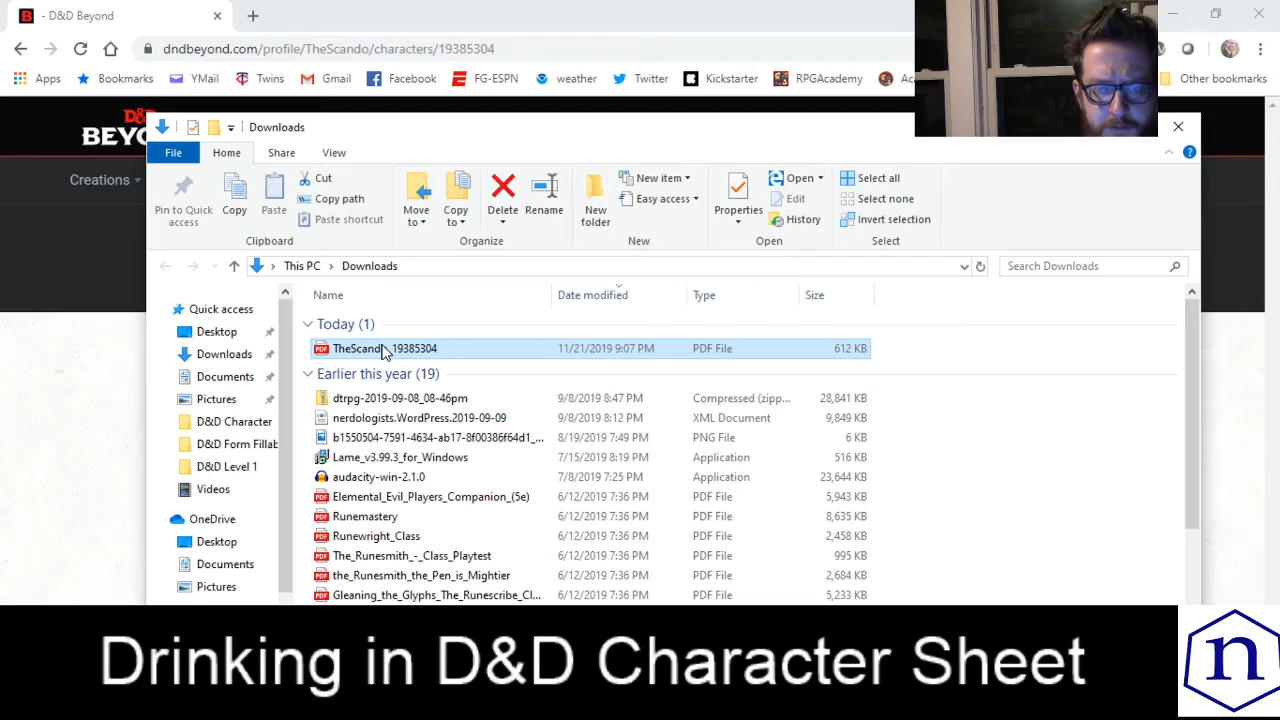 - D&D Beyond
dndbeyond.com/profile/TheScando/characters/19385304
Apps Bookmarks YMail Twins Gmail Facebook FG-ESPN weather Twitter Kickstarter RPGAcademy Other bookmarks
D&D
BEYOND
Downloads
File Home Share View
Creations
Pin to Quick access
Copy
Paste
Cut
Copy path
Paste shortcut
Clipboard
Move to
Copy to
Delete
Rename
Organize
New folder
New item
Easy access
New
Properties
Open
Edit
History
Open
Select all
Select none
Invert selection
Select
This PC > Downloads
Search Downloads
Quick access
Desktop
Downloads
Documents
Pictures
D&D Character
D&D Form Fillab
D&D Level 1
Videos
OneDrive
Desktop
Documents
Pictures
Name Date modified Type Size
Today (1)
TheScando_19385304 11/21/2019 9:07 PM PDF File 612 KB
Earlier this year (19)
dtrpg-2019-09-08_08-46pm 9/8/2019 8:47 PM Compressed (zipp... 28,841 KB
nerdologists.WordPress.2019-09-09 9/8/2019 8:12 PM XML Document 9,849 KB
b1550504-7591-4634-ab17-8f00386f64d1_... 8/19/2019 7:49 PM PNG File 6 KB
Lame_v3.99.3_for_Windows 7/15/2019 8:19 PM Application 516 KB
audacity-win-2.1.0 7/8/2019 7:25 PM Application 23,644 KB
Elemental_Evil_Players_Companion_(5e) 6/12/2019 7:36 PM PDF File 5,943 KB
Runemastery 6/12/2019 7:36 PM PDF File 8,635 KB
Runewright_Class 6/12/2019 7:36 PM PDF File 2,458 KB
The_Runesmith_-_Class_Playtest 6/12/2019 7:36 PM PDF File 995 KB
the_Runesmith_the_Pen_is_Mightier 6/12/2019 7:36 PM PDF File 2,684 KB
Gleaning_the_Glyphs_The_Runescribe_Cl... 6/12/2019 7:36 PM PDF File 5,233 KB
Drinking in D&D Character Sheet
n